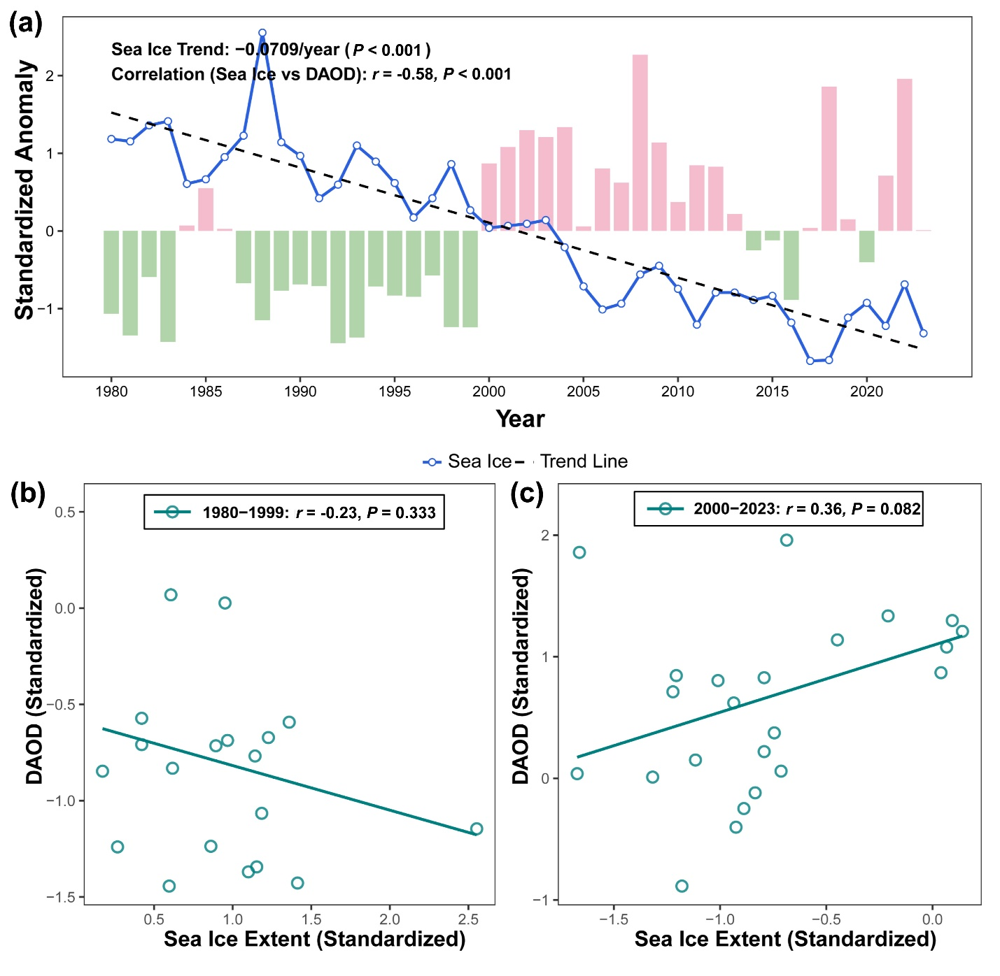 (a)
Sea Ice Trend: −0.0709/year (P < 0.001)
Correlation (Sea Ice vs DAOD): r = -0.58, P < 0.001
Standardized Anomaly
2
1
0
−1
1980 1985 1990 1995 2000 2005 2010 2015 2020
Year
Sea Ice Trend Line
(b)
1980−1999: r = -0.23, P = 0.333
DAOD (Standardized)
0.5
0.0
−0.5
−1.0
−1.5
0.5 1.0 1.5 2.0 2.5
Sea Ice Extent (Standardized)
(c)
2000−2023: r = 0.36, P = 0.082
DAOD (Standardized)
2
1
0
−1
−1.5 −1.0 −0.5 0.0
Sea Ice Extent (Standardized)